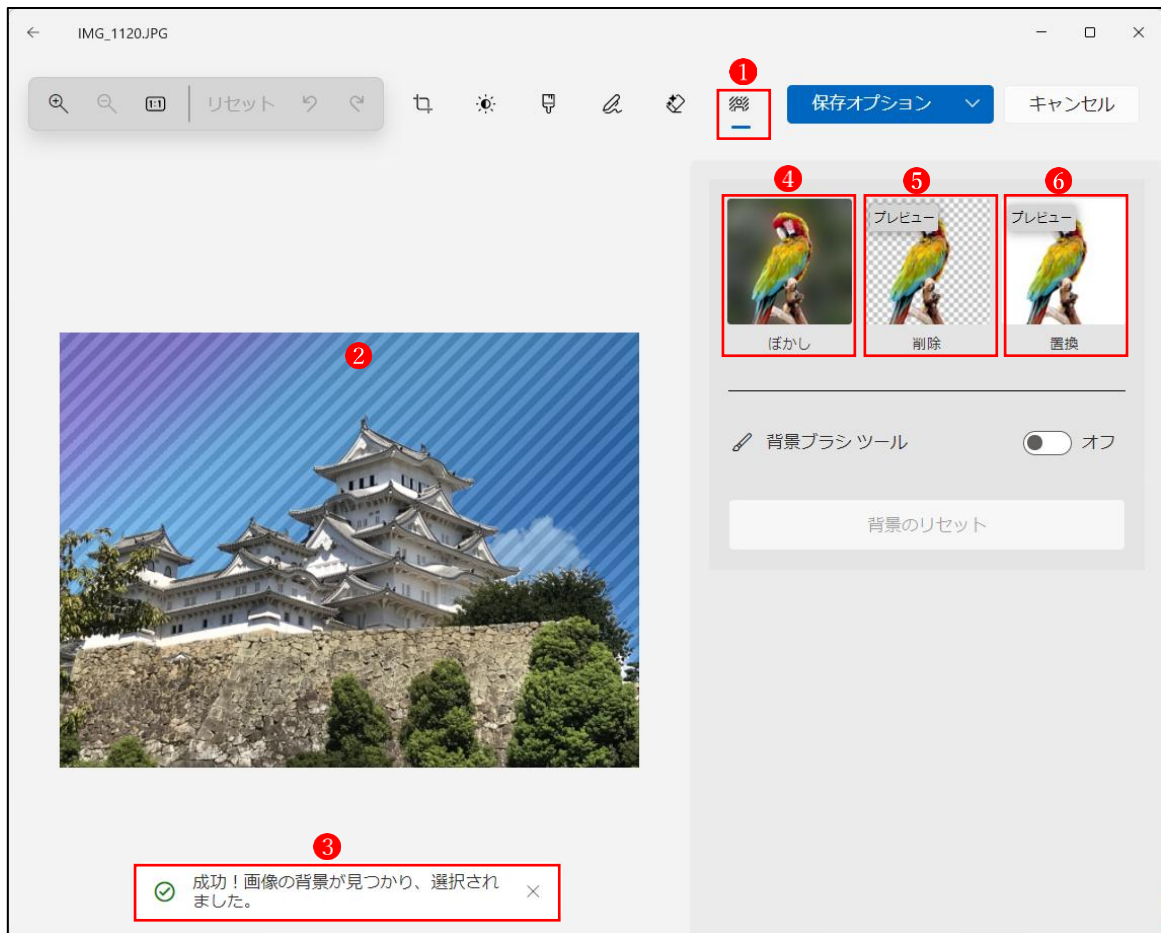 IMG_1120.JPG
1
1:1
リセット
保存オプション
キャンセル
4
5
6
プレビュー
プレビュー
ぼかし
削除
置換
2
背景ブラシ ツール
オフ
背景のリセット
3
成功！画像の背景が見つかり、選択され
ました。